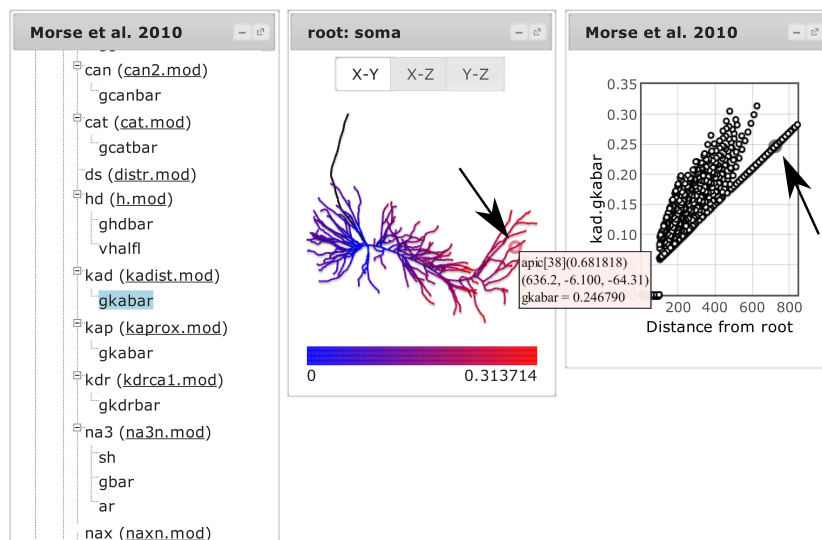 Morse et al. 2010
can (can2.mod)
gcanbar
cat (cat.mod)
gcatbar
ds (distr.mod)
hd (h.mod)
ghdbar
vhalfl
kad (kadist.mod)
gkabar
kap (kaprox.mod)
gkabar
kdr (kdrca1.mod)
gkdrbar
na3 (na3n.mod)
sh
gbar
ar
nax (naxn.mod)
root: soma
X-Y X-Z Y-Z
apic[38](0.681818)
(636.2, -6.100, -64.31)
gkabar = 0.246790
0 0.313714
Morse et al. 2010
kad.gkabar
0.35
0.30
0.25
0.20
0.15
0.10
200 400 600 800
Distance from root